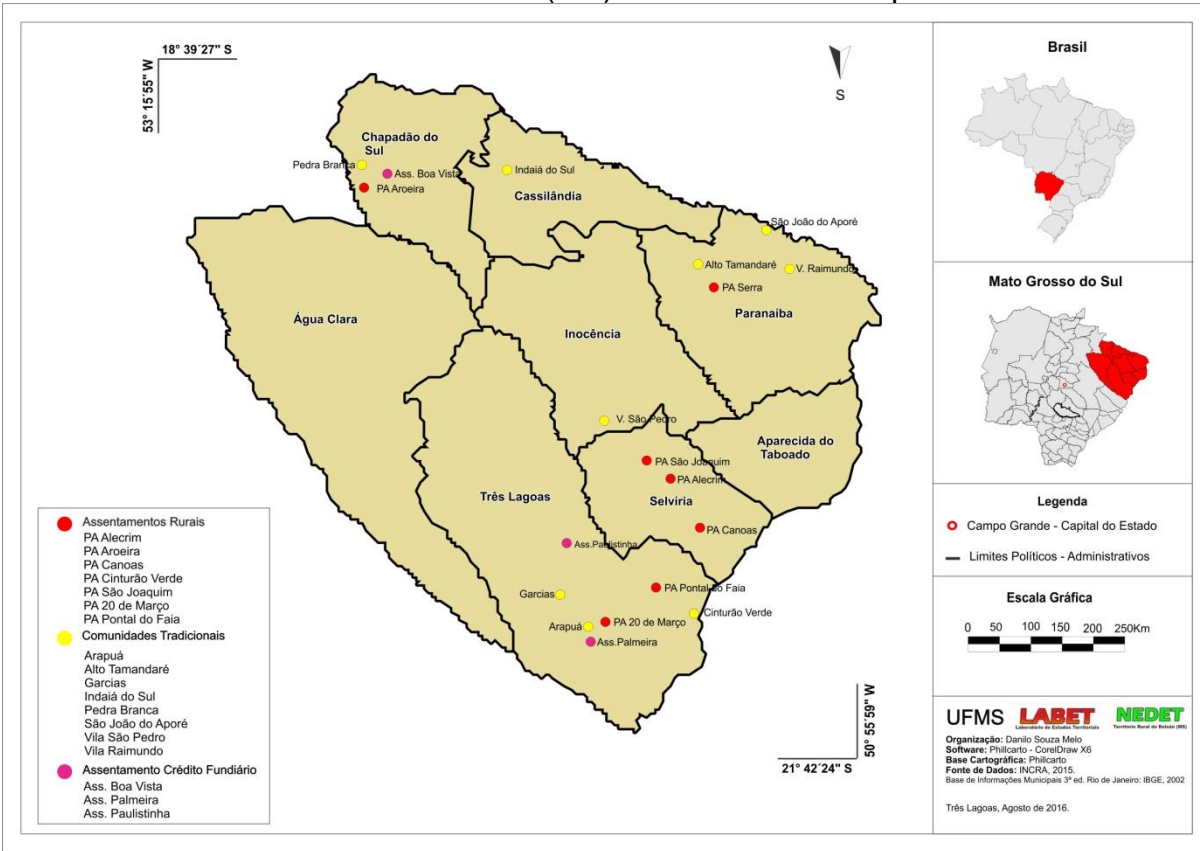 18° 39´27" S
53° 15´55" W
S
Chapadão do
Sul
Pedra Branca
Ass. Boa Vista
PA Aroeira
Indaiá do Sul
Cassilândia
São João do Aporé
Alto Tamandaré
V. Raimundo
PA Serra
Paranaíba
Água Clara
Inocência
V. São Pedro
Aparecida do
Taboado
PA São Joaquim
PA Alecrim
Selvíria
Três Lagoas
PA Canoas
Ass.Paulistinha
PA Pontal do Faia
Garcias
Cinturão Verde
Arapuá
PA 20 de Março
Ass.Palmeira
50° 55´59" W
21° 42´24" S
Assentamentos Rurais
PA Alecrim
PA Aroeira
PA Canoas
PA Cinturão Verde
PA São Joaquim
PA 20 de Março
PA Pontal do Faia
Comunidades Tradicionais
Arapuá
Alto Tamandaré
Garcias
Indaiá do Sul
Pedra Branca
São João do Aporé
Vila São Pedro
Vila Raimundo
Assentamento Crédito Fundiário
Ass. Boa Vista
Ass. Palmeira
Ass. Paulistinha
Brasil
Mato Grosso do Sul
Legenda
Campo Grande - Capital do Estado
Limites Políticos - Administrativos
Escala Gráfica
0 50 100 150 200 250Km
UFMS LABET NEDET
Laboratório de Estudos Territoriais
Organização: Danilo Souza Melo
Software: Phillcarto - CorelDraw X6
Base Cartográfica: Phillcarto
Fonte de Dados: INCRA, 2015.
Base de Informações Municipais 3ª ed. Rio de Janeiro: IBGE, 2002
Três Lagoas, Agosto de 2016.